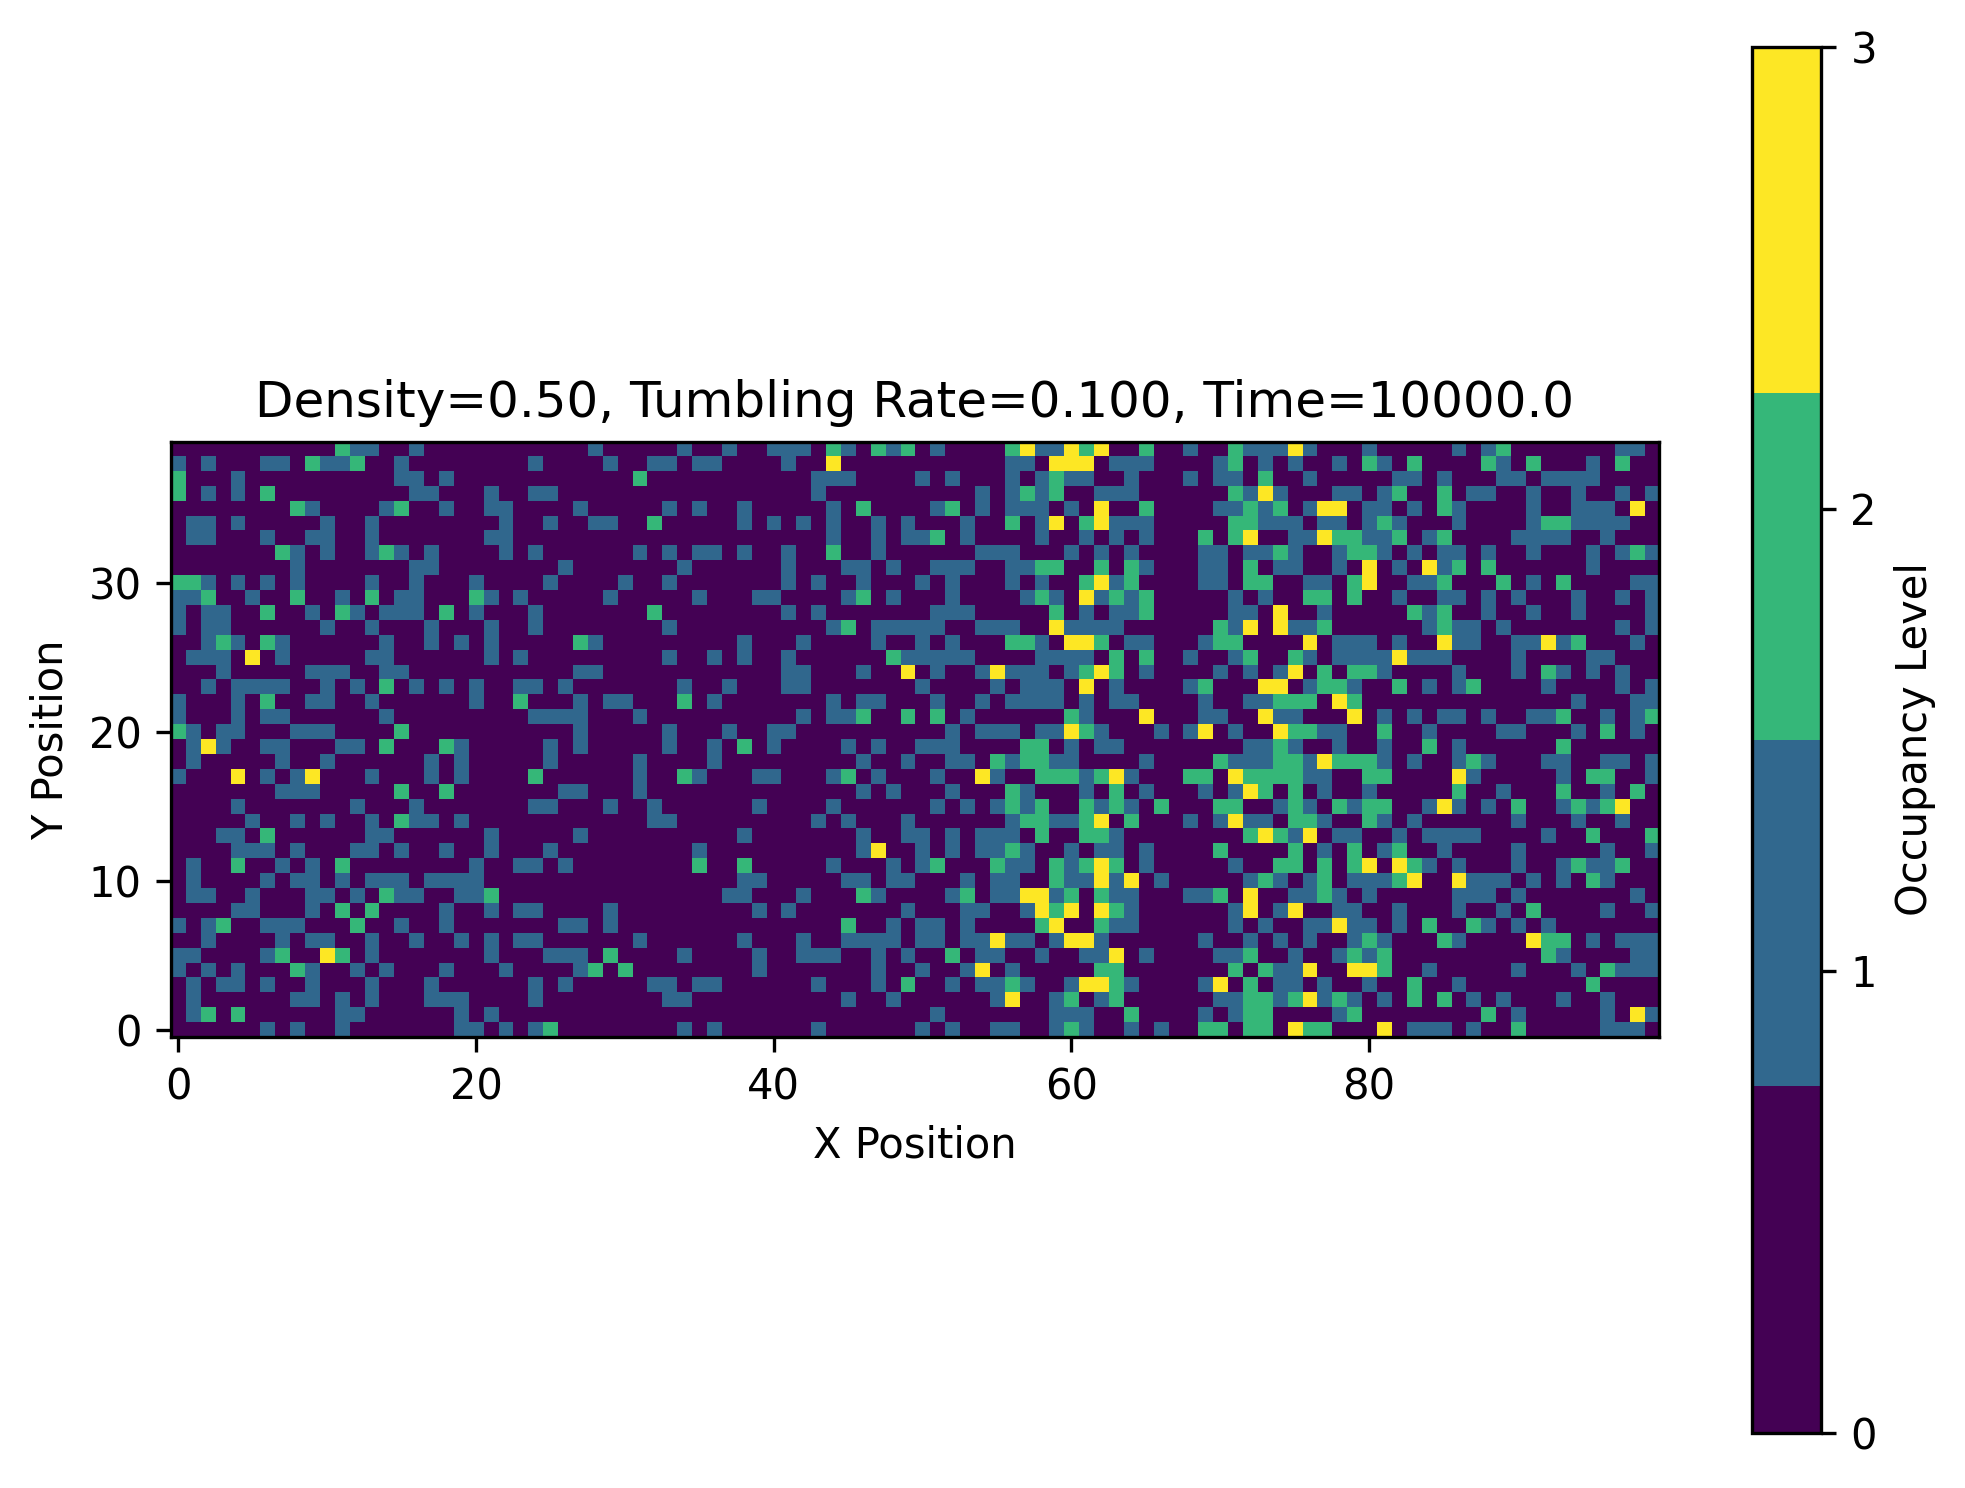 Density=0.50, Tumbling Rate=0.100, Time=10000.0
Y Position
30
20
10
0
0 20 40 60 80
X Position
3
2
1
0
Occupancy Level